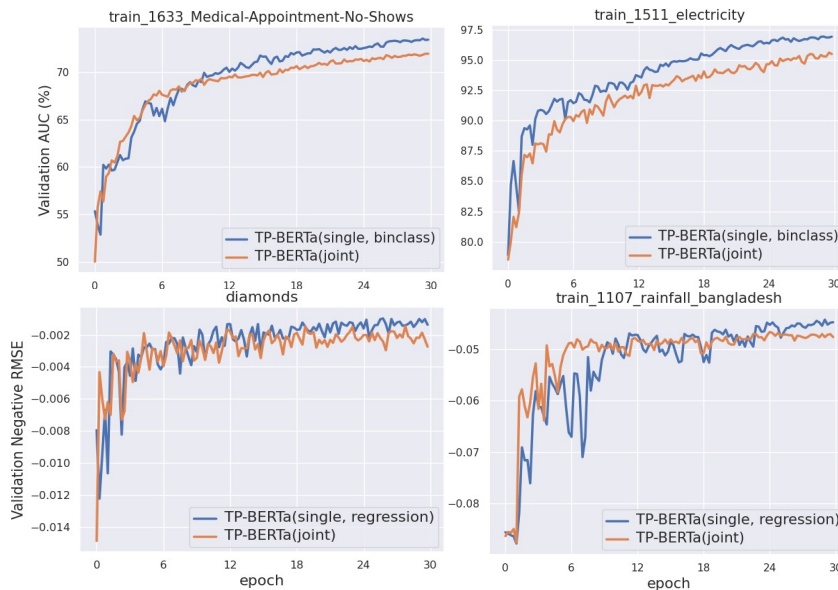 train_1633_Medical-Appointment-No-Shows
Validation AUC (%)
70
65
60
55
50
TP-BERTa(single, binclass)
TP-BERTa(joint)
0 6 12 18 24 30
train_1511_electricity
97.5
95.0
92.5
90.0
87.5
85.0
82.5
80.0
TP-BERTa(single, binclass)
TP-BERTa(joint)
0 6 12 18 24 30
diamonds
Validation Negative RMSE
−0.002
−0.004
−0.006
−0.008
−0.010
−0.012
−0.014
TP-BERTa(single, regression)
TP-BERTa(joint)
0 6 12 18 24 30
epoch
train_1107_rainfall_bangladesh
−0.05
−0.06
−0.07
−0.08
TP-BERTa(single, regression)
TP-BERTa(joint)
0 6 12 18 24 30
epoch